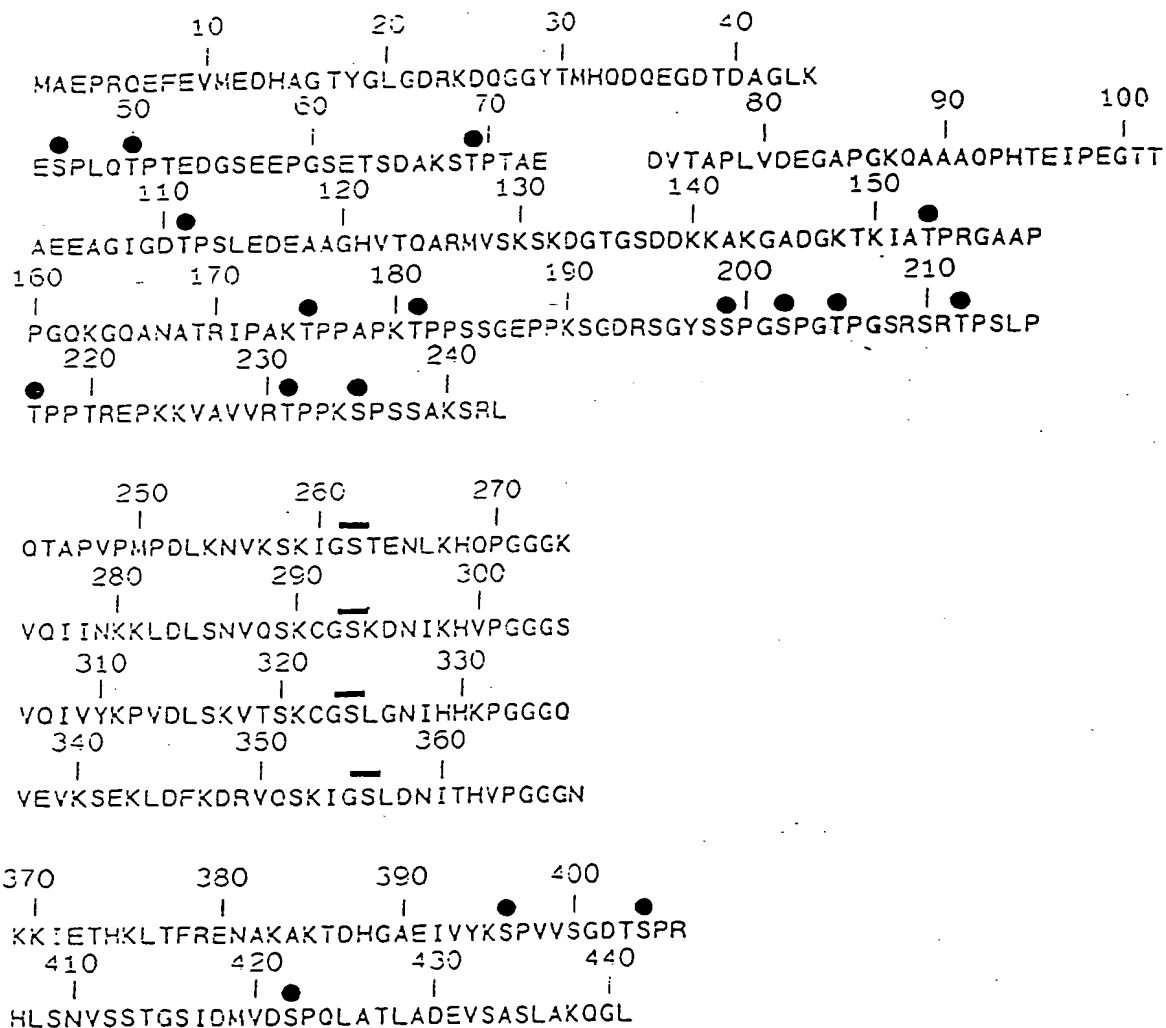 10 20 30 40
MAEPRQEFEVMEDHAGTYGLGDRKDQGGYTMHQDQEGDTDAGLK
50 60 70 80 90 100
ESPLQTPTEDGSEEPGSETSDAKSTPTAE DVTAPLVDEGAPGKQAAAQPHTEIPEGTT
110 120 130 140 150
AEEAGIGDTPSLEDEAAGHVTQARMVSKSKDGTGSDDKKAKGADGKTKIATPRGAAP
160 170 180 190 200 210
PGQKGQANATRIPAKTPPAPKTPPSSGEPPKSGDRSGYSSPGSPGTPGSRSRTPSLP
220 230 240
TPPTREPKKVAVVRTPPKSPSSAKSRL
250 260 270
QTAPVPMPDLKNVKSKIGSTENLKHQPGGGK
280 290 300
VQIINKKLDLSNVQSKCGSKDNIKHVPGGGS
310 320 330
VQIVYKPVDLSKVTSKCGSLGNIHHKPGGGQ
340 350 360
VEVKSEKLDFKDRVQSKIGSLDNITHVPGGGN
370 380 390 400
KKIETHKLTFRENAKAKTDHGAEIVYKSPVVSGDTSPR
410 420 430 440
HLSNVSSTGSIDMVDSPQLATLADEVSASLAKQGL